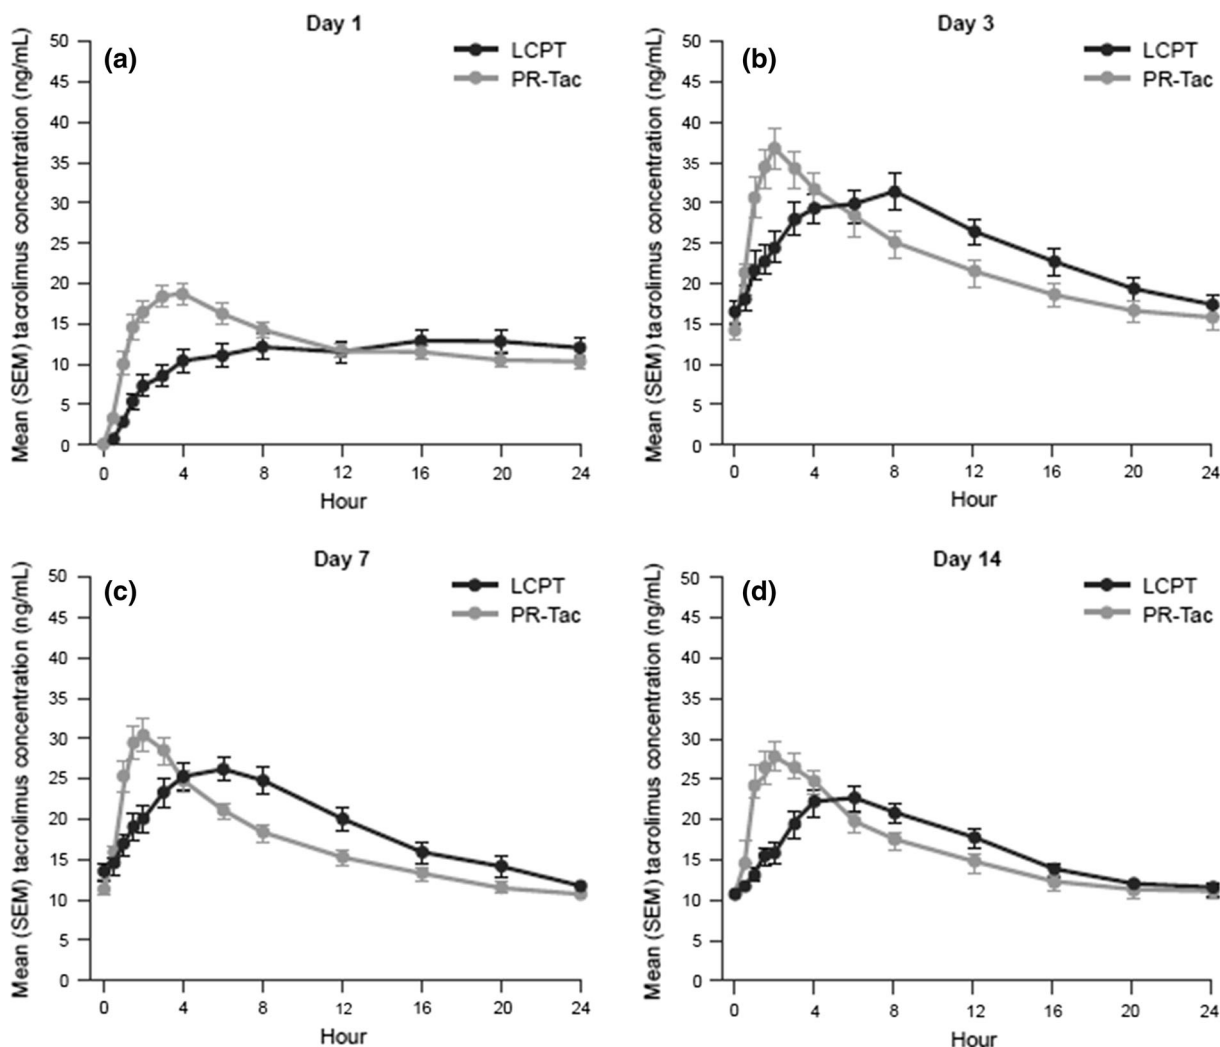 Day 1
(a)
LCPT
PR-Tac
Mean (SEM) tacrolimus concentration (ng/mL)
50
45
40
35
30
25
20
15
10
5
0
0 4 8 12 16 20 24
Hour
Day 3
(b)
LCPT
PR-Tac
Mean (SEM) tacrolimus concentration (ng/mL)
50
45
40
35
30
25
20
15
10
5
0
0 4 8 12 16 20 24
Hour
Day 7
(c)
LCPT
PR-Tac
Mean (SEM) tacrolimus concentration (ng/mL)
50
45
40
35
30
25
20
15
10
5
0
0 4 8 12 16 20 24
Hour
Day 14
(d)
LCPT
PR-Tac
Mean (SEM) tacrolimus concentration (ng/mL)
50
45
40
35
30
25
20
15
10
5
0
0 4 8 12 16 20 24
Hour